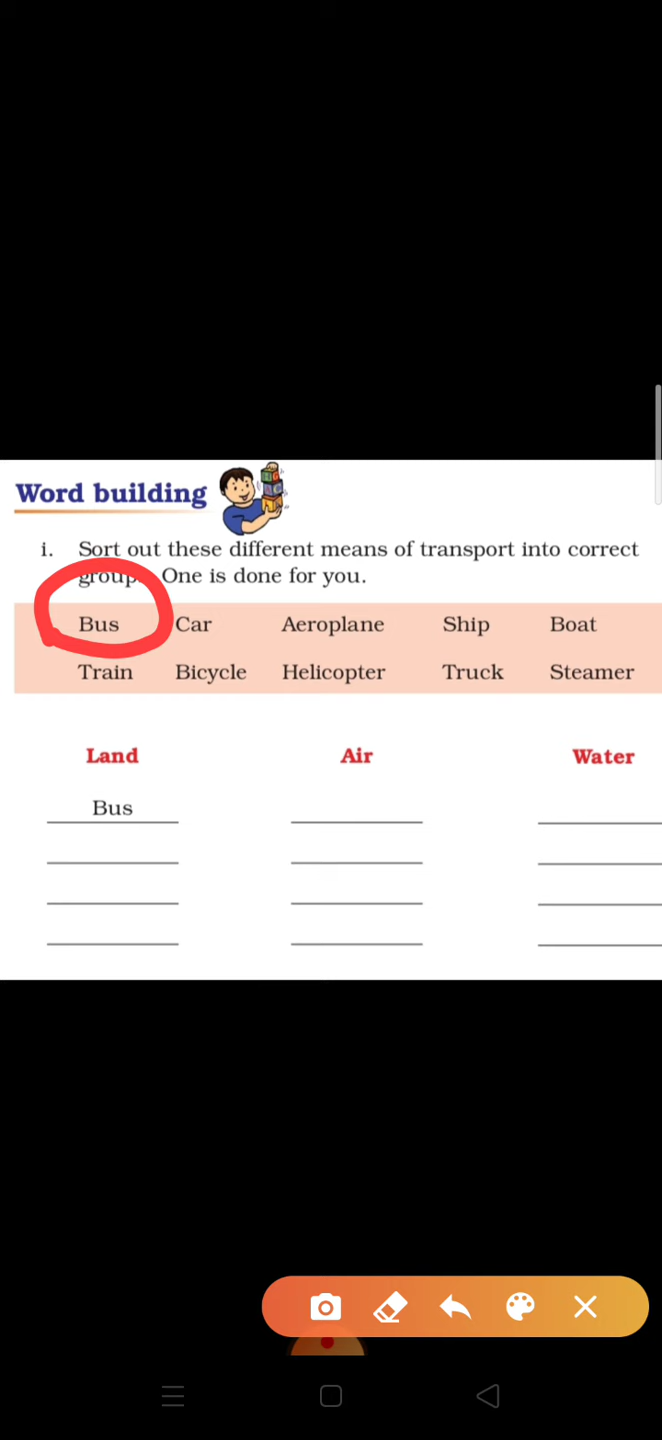 Word building
i. Sort out these different means of transport into correct
group. One is done for you.
Bus Car Aeroplane Ship Boat
Train Bicycle Helicopter Truck Steamer
Land Air Water
Bus